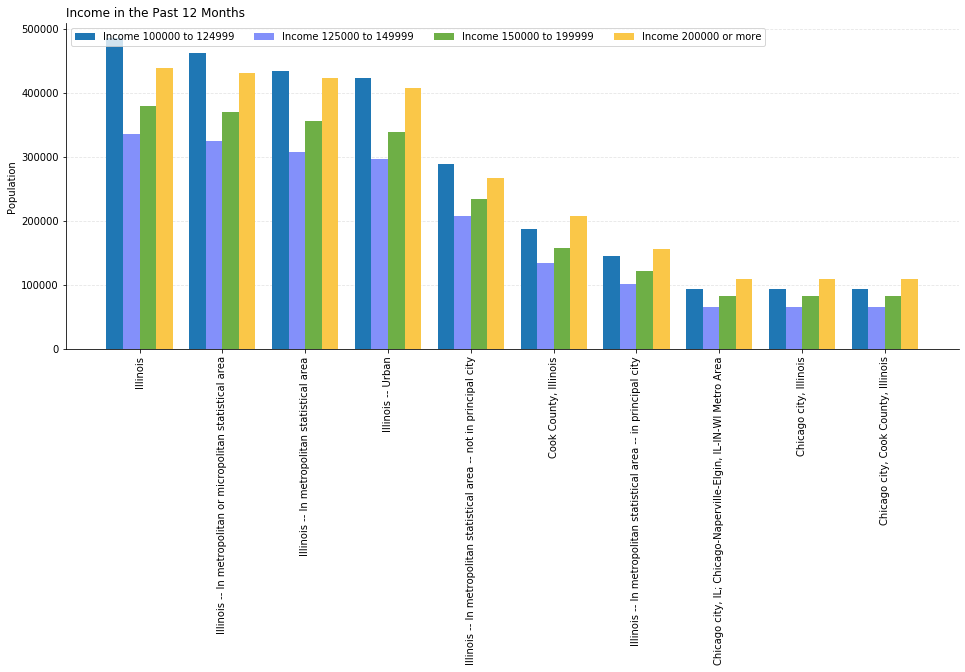 Income in the Past 12 Months
Income 100000 to 124999
Income 125000 to 149999
Income 150000 to 199999
Income 200000 or more
Population
500000
400000
300000
200000
100000
0
Illinois
Illinois -- In metropolitan or micropolitan statistical area
Illinois -- In metropolitan statistical area
Illinois -- Urban
Illinois -- In metropolitan statistical area -- not in principal city
Cook County, Illinois
Illinois -- In metropolitan statistical area -- in principal city
Chicago city, IL; Chicago-Naperville-Elgin, IL-IN-WI Metro Area
Chicago city, Illinois
Chicago city, Cook County, Illinois